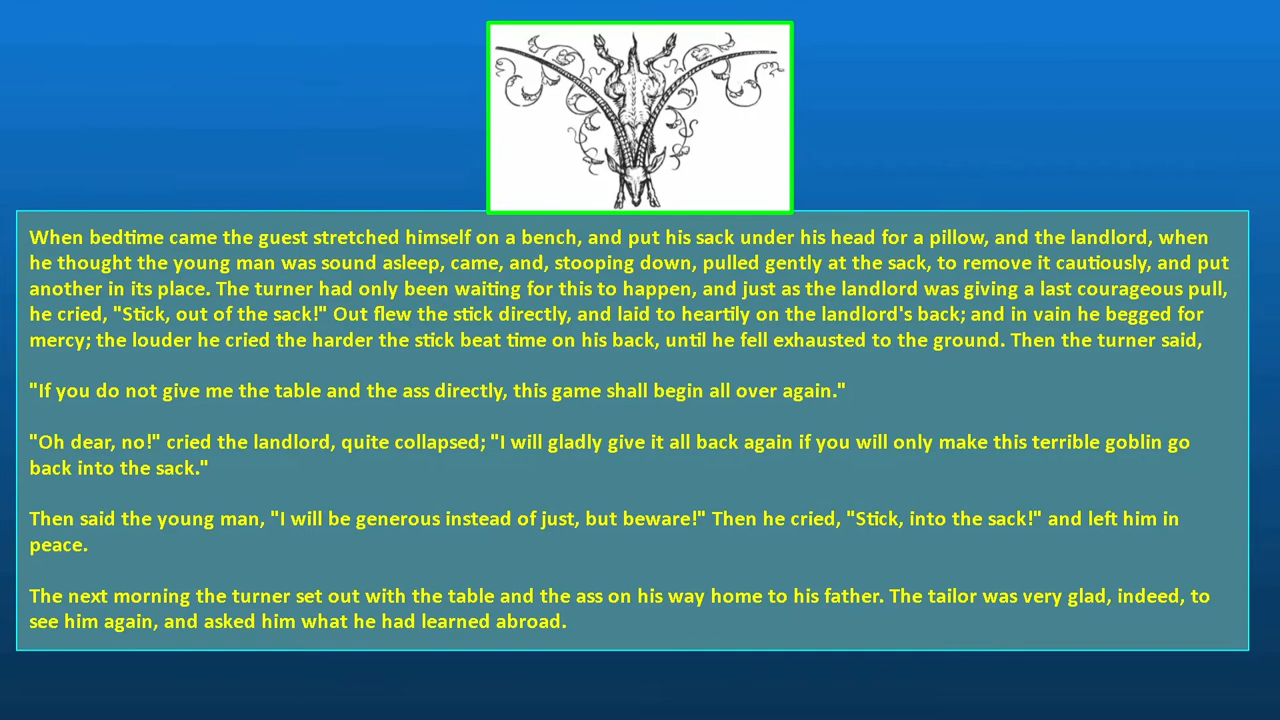 When bedtime came the guest stretched himself on a bench, and put his sack under his head for a pillow, and the landlord, when
he thought the young man was sound asleep, came, and, stooping down, pulled gently at the sack, to remove it cautiously, and put
another in its place. The turner had only been waiting for this to happen, and just as the landlord was giving a last courageous pull,
he cried, "Stick, out of the sack!" Out flew the stick directly, and laid to heartily on the landlord's back; and in vain he begged for
mercy; the louder he cried the harder the stick beat time on his back, until he fell exhausted to the ground. Then the turner said,
"If you do not give me the table and the ass directly, this game shall begin all over again."
"Oh dear, no!" cried the landlord, quite collapsed; "I will gladly give it all back again if you will only make this terrible goblin go
back into the sack."
Then said the young man, "I will be generous instead of just, but beware!" Then he cried, "Stick, into the sack!" and left him in
peace.
The next morning the turner set out with the table and the ass on his way home to his father. The tailor was very glad, indeed, to
see him again, and asked him what he had learned abroad.